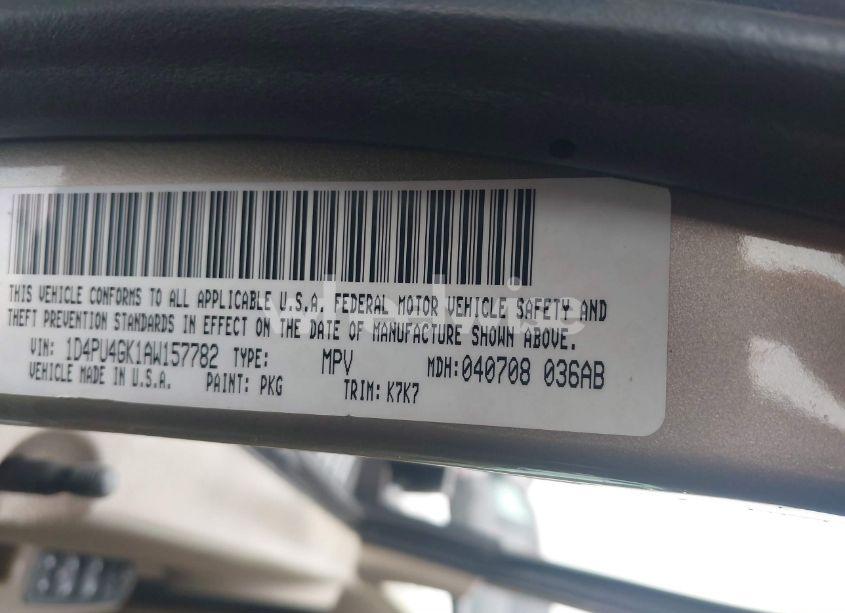 THIS VEHICLE CONFORMS TO ALL APPLICABLE U.S.A. FEDERAL MOTOR VEHICLE SAFETY AND
THEFT PREVENTION STANDARDS IN EFFECT ON THE DATE OF MANUFACTURE SHOWN ABOVE.
VIN: 1D4PU4GK1AW157782 TYPE: MPV MDH: 040708 036AB
VEHICLE MADE IN U.S.A. PAINT: PKG TRIM: K7K7